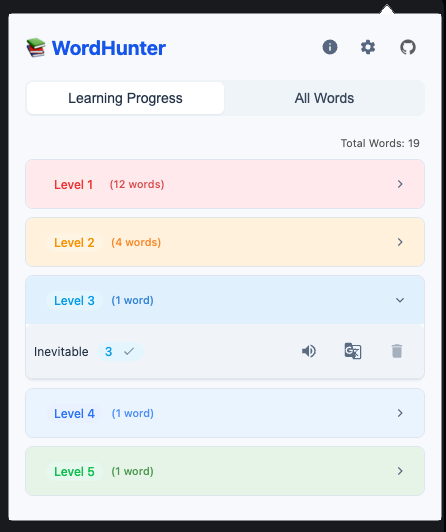 WordHunter
Learning Progress All Words
Total Words: 19
Level 1 (12 words)
Level 2 (4 words)
Level 3 (1 word)
Inevitable 3
Level 4 (1 word)
Level 5 (1 word)